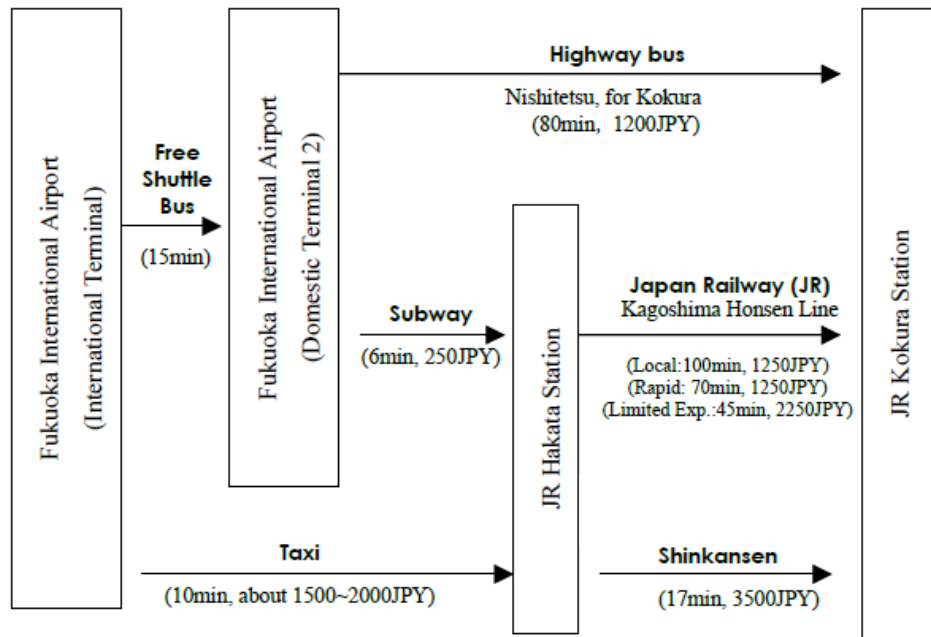 Fukuoka International Airport
(International Terminal)
Free
Shuttle
Bus
(15min)
Fukuoka International Airport
(Domestic Terminal 2)
Highway bus
Nishitetsu, for Kokura
(80min, 1200JPY)
Subway
(6min, 250JPY)
JR Hakata Station
Japan Railway (JR)
Kagoshima Honsen Line
(Local:100min, 1250JPY)
(Rapid: 70min, 1250JPY)
(Limited Exp.:45min, 2250JPY)
JR Kokura Station
Taxi
(10min, about 1500~2000JPY)
Shinkansen
(17min, 3500JPY)